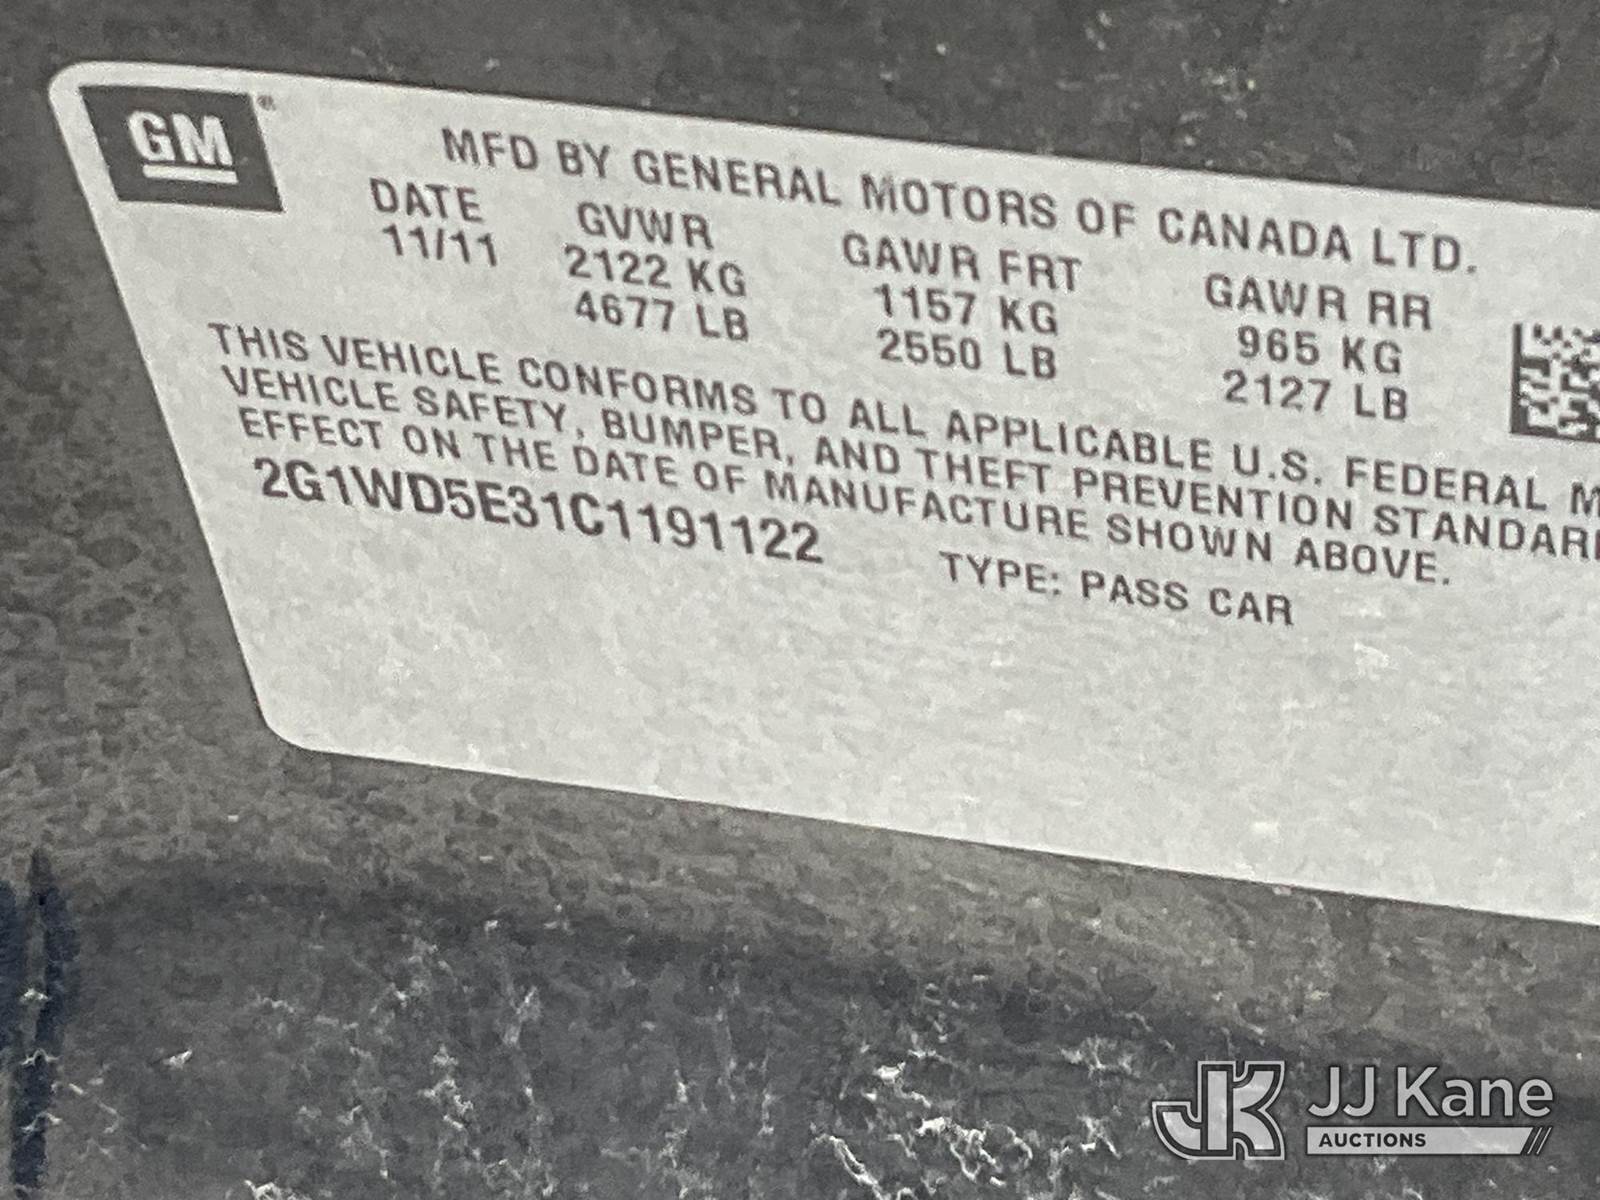 GM®
MFD BY GENERAL MOTORS OF CANADA LTD.
DATE GVWR GAWR FRT GAWR RR
11/11 2122 KG 1157 KG 965 KG
4677 LB 2550 LB 2127 LB
THIS VEHICLE CONFORMS TO ALL APPLICABLE U.S. FEDERAL M
VEHICLE SAFETY, BUMPER, AND THEFT PREVENTION STANDAR
EFFECT ON THE DATE OF MANUFACTURE SHOWN ABOVE.
2G1WD5E31C1191122 TYPE: PASS CAR
JK JJ Kane
AUCTIONS